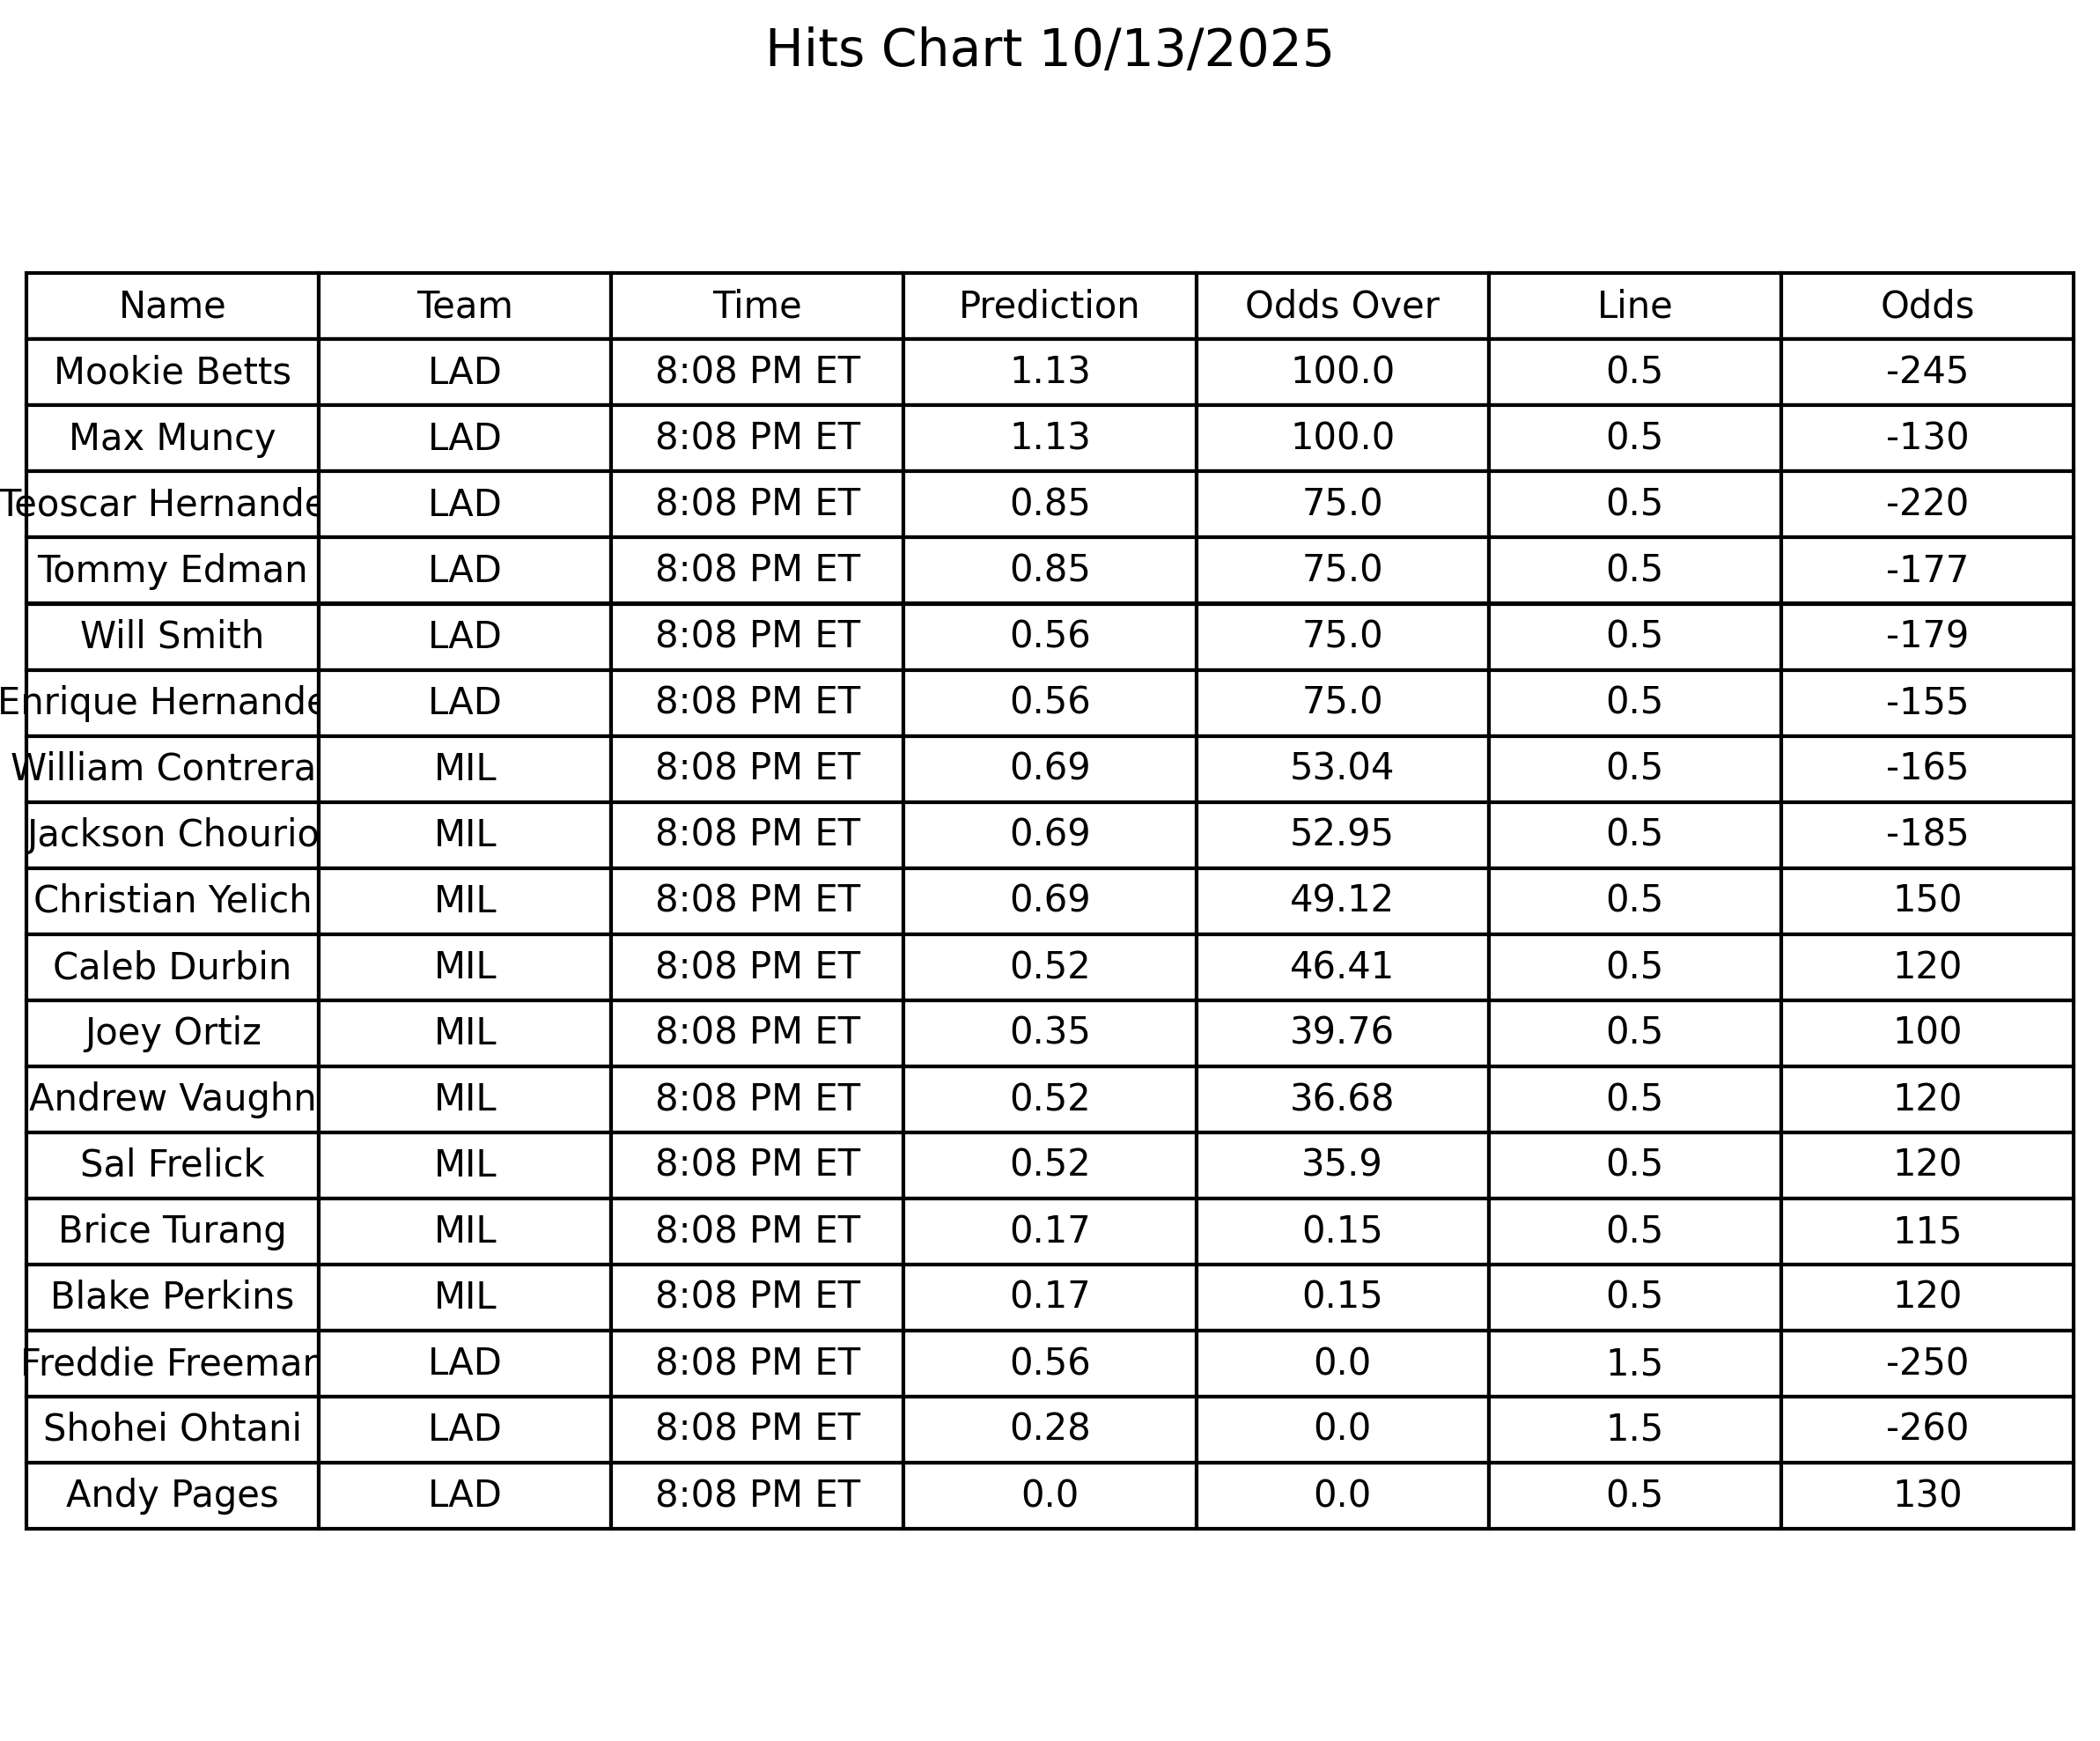 Hits Chart 10/13/2025
Name Team Time Prediction Odds Over Line Odds
Mookie Betts LAD 8:08 PM ET 1.13 100.0 0.5 -245
Max Muncy LAD 8:08 PM ET 1.13 100.0 0.5 -130
Teoscar Hernande LAD 8:08 PM ET 0.85 75.0 0.5 -220
Tommy Edman LAD 8:08 PM ET 0.85 75.0 0.5 -177
Will Smith LAD 8:08 PM ET 0.56 75.0 0.5 -179
Enrique Hernande LAD 8:08 PM ET 0.56 75.0 0.5 -155
William Contrera MIL 8:08 PM ET 0.69 53.04 0.5 -165
Jackson Chourio MIL 8:08 PM ET 0.69 52.95 0.5 -185
Christian Yelich MIL 8:08 PM ET 0.69 49.12 0.5 150
Caleb Durbin MIL 8:08 PM ET 0.52 46.41 0.5 120
Joey Ortiz MIL 8:08 PM ET 0.35 39.76 0.5 100
Andrew Vaughn MIL 8:08 PM ET 0.52 36.68 0.5 120
Sal Frelick MIL 8:08 PM ET 0.52 35.9 0.5 120
Brice Turang MIL 8:08 PM ET 0.17 0.15 0.5 115
Blake Perkins MIL 8:08 PM ET 0.17 0.15 0.5 120
Freddie Freeman LAD 8:08 PM ET 0.56 0.0 1.5 -250
Shohei Ohtani LAD 8:08 PM ET 0.28 0.0 1.5 -260
Andy Pages LAD 8:08 PM ET 0.0 0.0 0.5 130